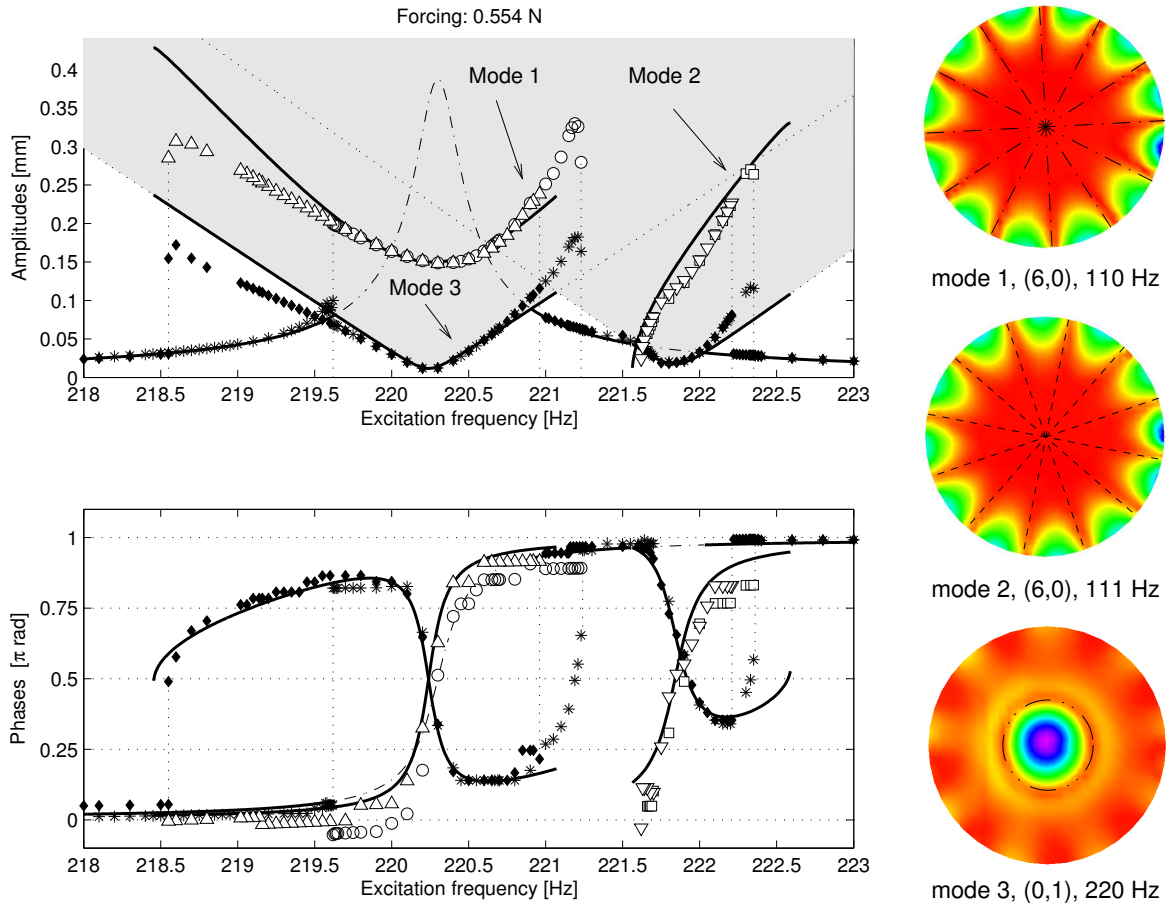 Forcing: 0.554 N
Amplitudes [mm]
0.4
0.35
0.3
0.25
0.2
0.15
0.1
0.05
0
Mode 1
Mode 2
Mode 3
218 218.5 219 219.5 220 220.5 221 221.5 222 222.5 223
Excitation frequency [Hz]
Phases [π rad]
1
0.75
0.5
0.25
0
218 218.5 219 219.5 220 220.5 221 221.5 222 222.5 223
Excitation frequency [Hz]
mode 1, (6,0), 110 Hz
mode 2, (6,0), 111 Hz
mode 3, (0,1), 220 Hz